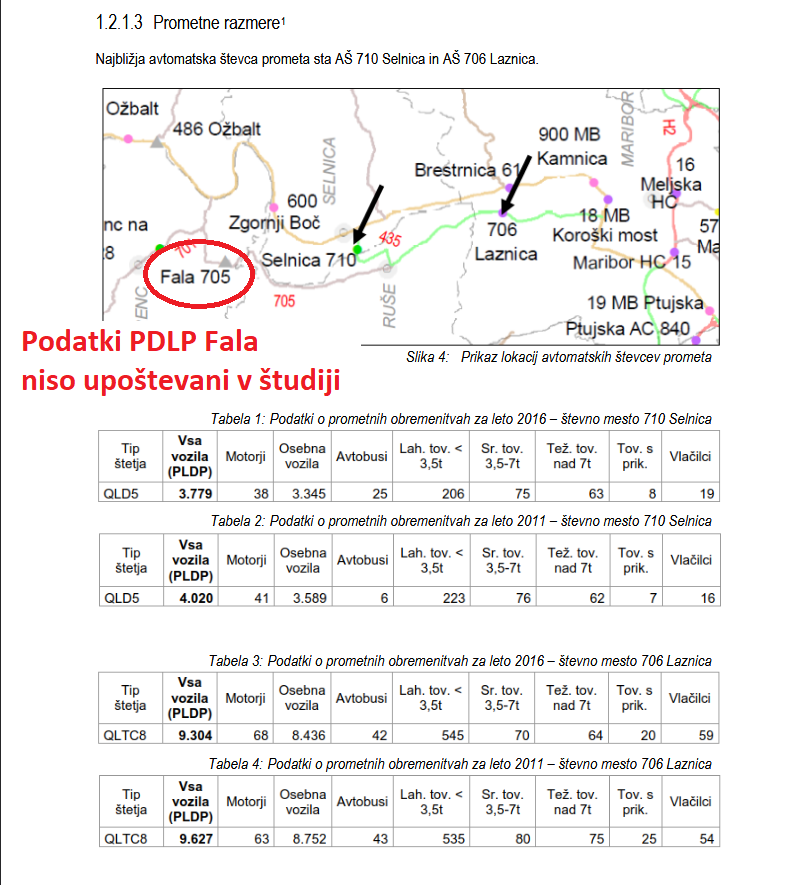 1.2.1.3 Prometne razmere¹
Najbližja avtomatska števca prometa sta AŠ 710 Selnica in AŠ 706 Laznica.
Ožbalt
486 Ožbalt
SELNICA
900 MB
Kamnica
MARIBOR
H2
Brestrnica 61
16
Meljska
HC
600
Zgornji Boč
nc na
8
701
Selnica 710
435
706
Laznica
18 MB
Koroški most
57
Ma
Maribor HC 15
Fala 705
ENC
705
RUŠE
19 MB Ptujska
Ptujska AC 840
Podatki PDLP Fala
niso upoštevani v študiji
Slika 4: Prikaz lokacij avtomatskih števcev prometa
Tabela 1: Podatki o prometnih obremenitvah za leto 2016 – števno mesto 710 Selnica
Tip štetja Vsa vozila (PLDP) Motorji Osebna vozila Avtobusi Lah. tov. < 3,5t Sr. tov. 3,5-7t Tež. tov. nad 7t Tov. s prik. Vlačilci
QLD5 3.779 38 3.345 25 206 75 63 8 19
Tabela 2: Podatki o prometnih obremenitvah za leto 2011 – števno mesto 710 Selnica
Tip štetja Vsa vozila (PLDP) Motorji Osebna vozila Avtobusi Lah. tov. < 3,5t Sr. tov. 3,5-7t Tež. tov. nad 7t Tov. s prik. Vlačilci
QLD5 4.020 41 3.589 6 223 76 62 7 16
Tabela 3: Podatki o prometnih obremenitvah za leto 2016 – števno mesto 706 Laznica
Tip štetja Vsa vozila (PLDP) Motorji Osebna vozila Avtobusi Lah. tov. < 3,5t Sr. tov. 3,5-7t Tež. tov. nad 7t Tov. s prik. Vlačilci
QLTC8 9.304 68 8.436 42 545 70 64 20 59
Tabela 4: Podatki o prometnih obremenitvah za leto 2011 – števno mesto 706 Laznica
Tip štetja Vsa vozila (PLDP) Motorji Osebna vozila Avtobusi Lah. tov. < 3,5t Sr. tov. 3,5-7t Tež. tov. nad 7t Tov. s prik. Vlačilci
QLTC8 9.627 63 8.752 43 535 80 75 25 54